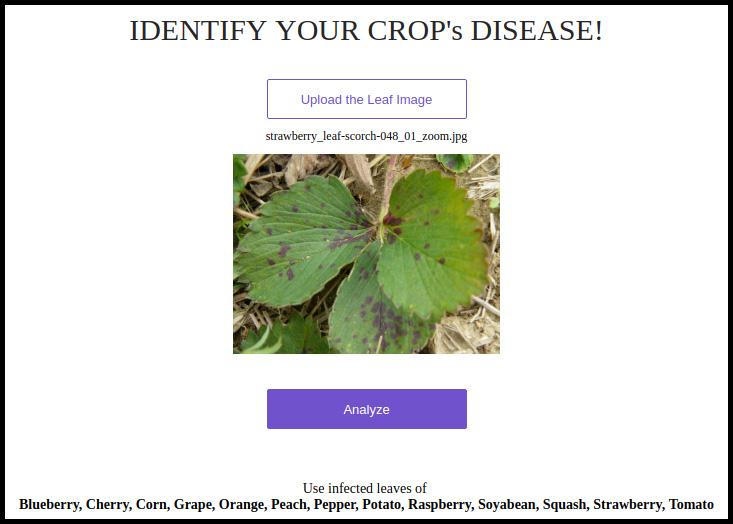 IDENTIFY YOUR CROP's DISEASE!
Upload the Leaf Image
strawberry_leaf-scorch-048_01_zoom.jpg
Analyze
Use infected leaves of
Blueberry, Cherry, Corn, Grape, Orange, Peach, Pepper, Potato, Raspberry, Soyabean, Squash, Strawberry, Tomato